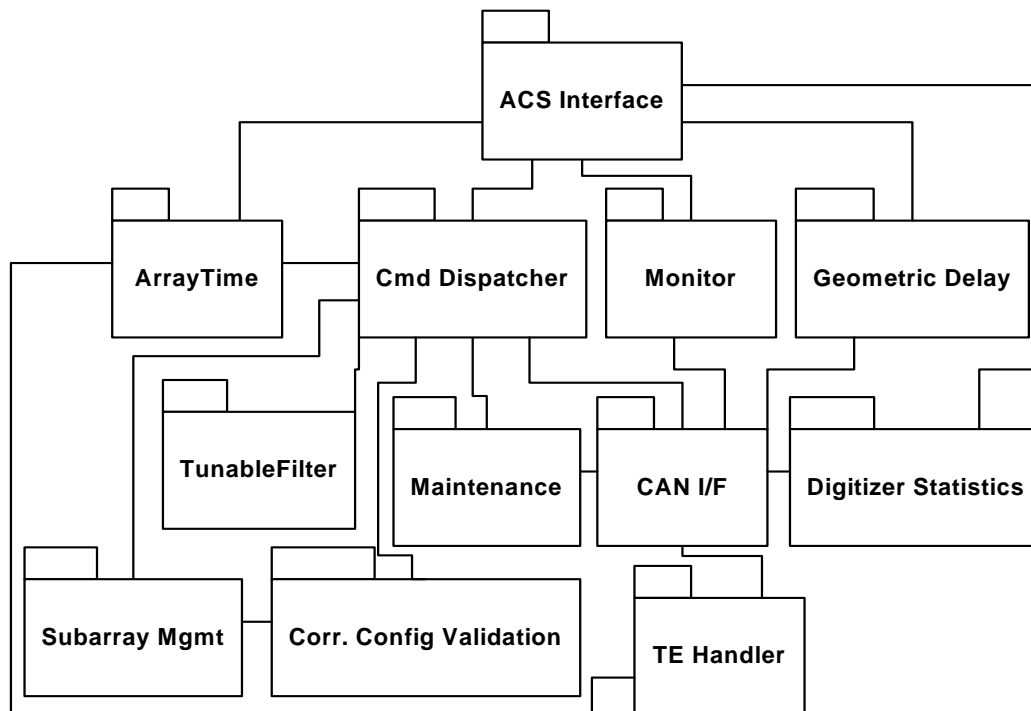 ACS Interface
ArrayTime
Cmd Dispatcher
Monitor
Geometric Delay
TunableFilter
Maintenance
CAN I/F
Digitizer Statistics
Subarray Mgmt
Corr. Config Validation
TE Handler